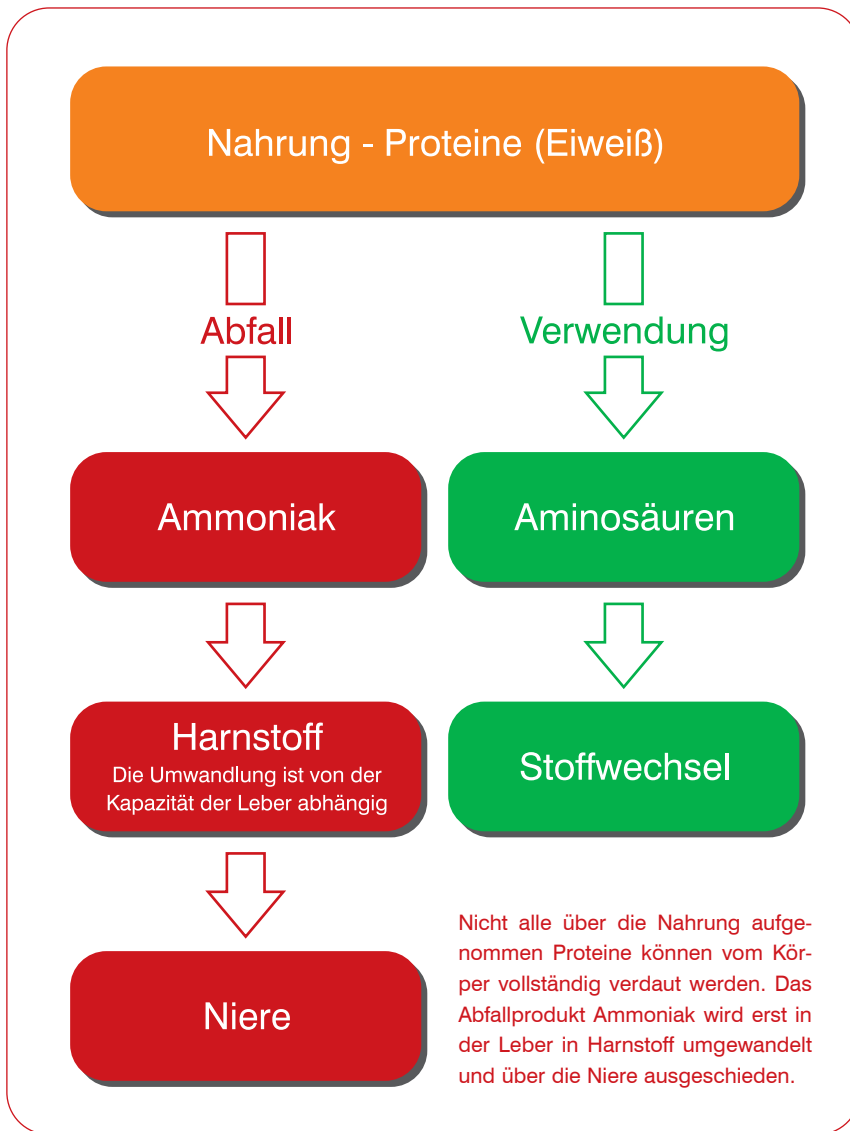 Nahrung - Proteine (Eiweiß)
Abfall
Verwendung
Ammoniak
Aminosäuren
Harnstoff
Die Umwandlung ist von der
Kapazität der Leber abhängig
Stoffwechsel
Niere
Nicht alle über die Nahrung aufge-
nommen Proteine können vom Kör-
per vollständig verdaut werden. Das
Abfallprodukt Ammoniak wird erst in
der Leber in Harnstoff umgewandelt
und über die Niere ausgeschieden.